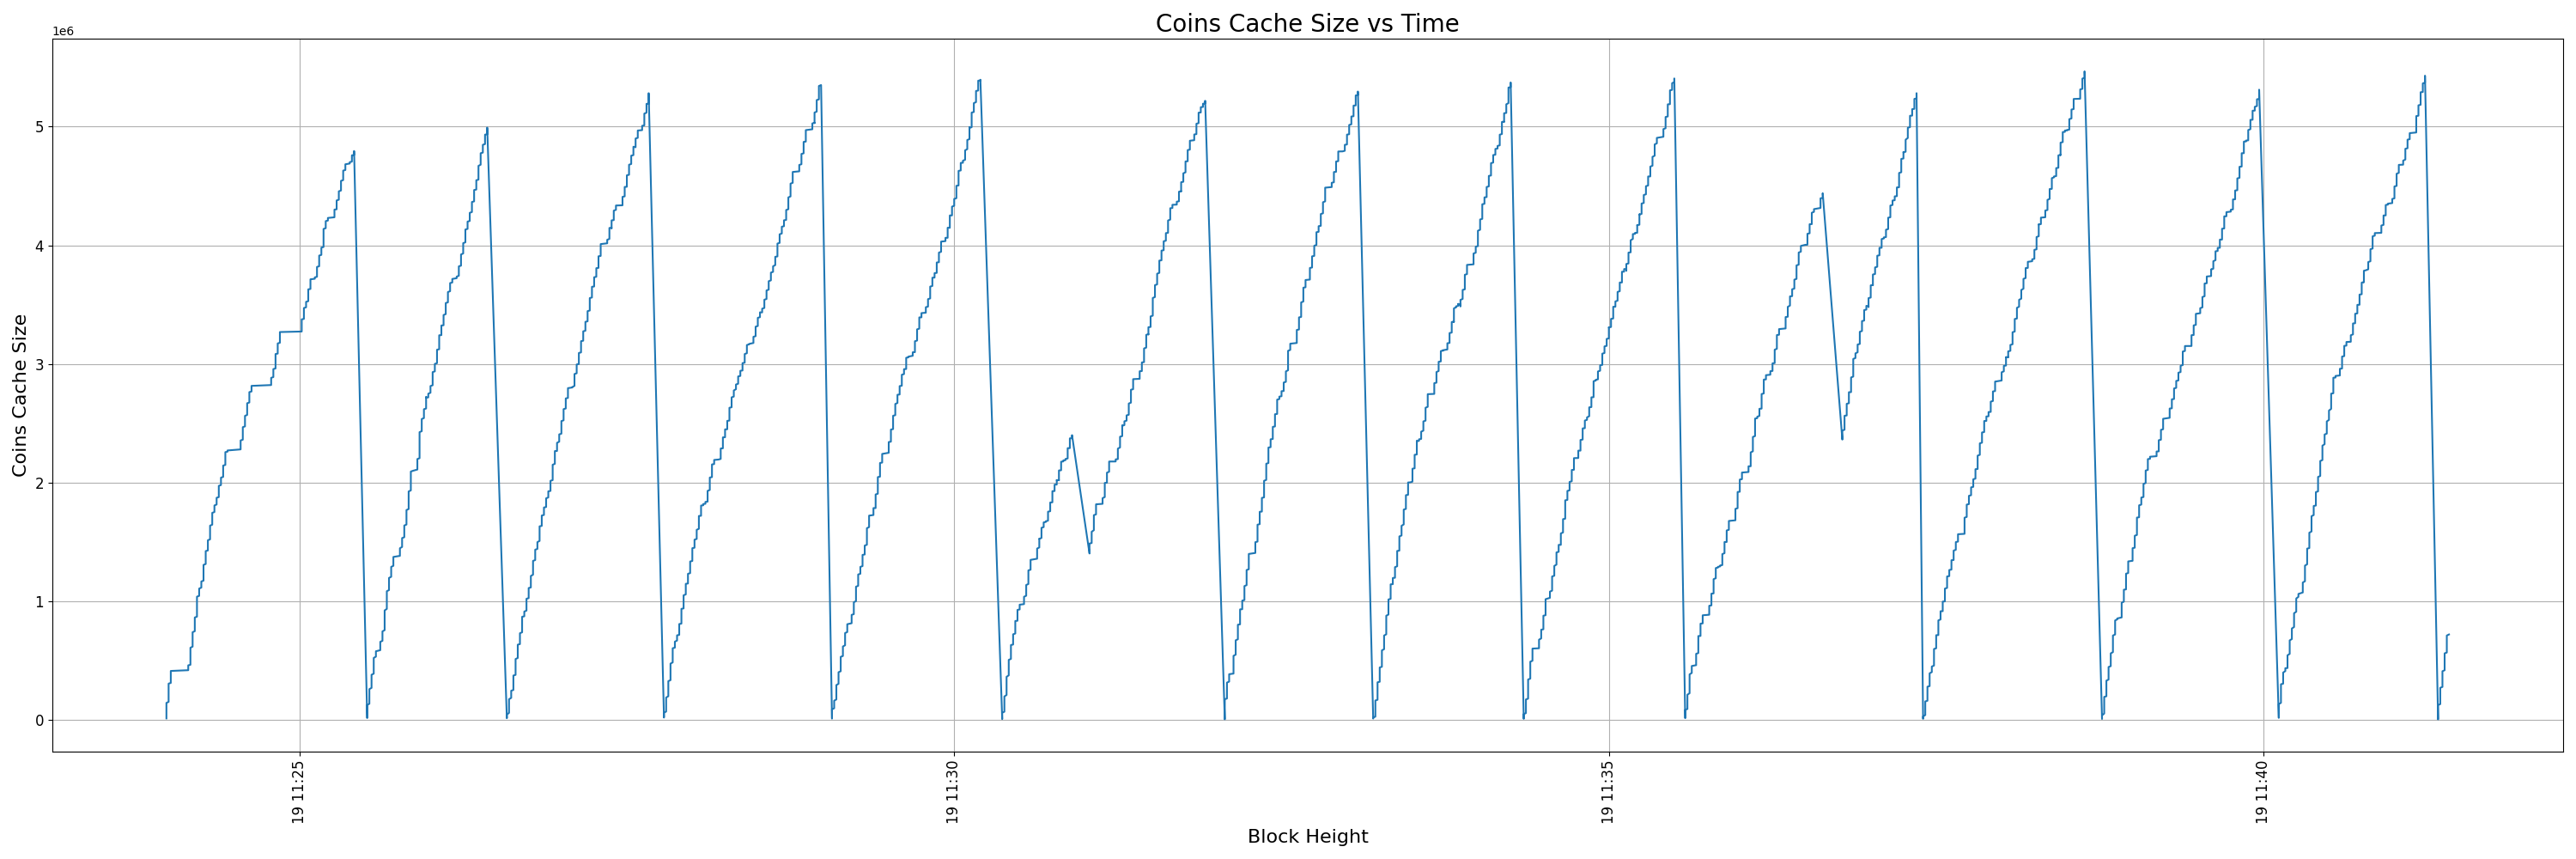 Coins Cache Size vs Time
1e6
5
4
3
2
1
0
Coins Cache Size
19 11:25
19 11:30
19 11:35
19 11:40
Block Height